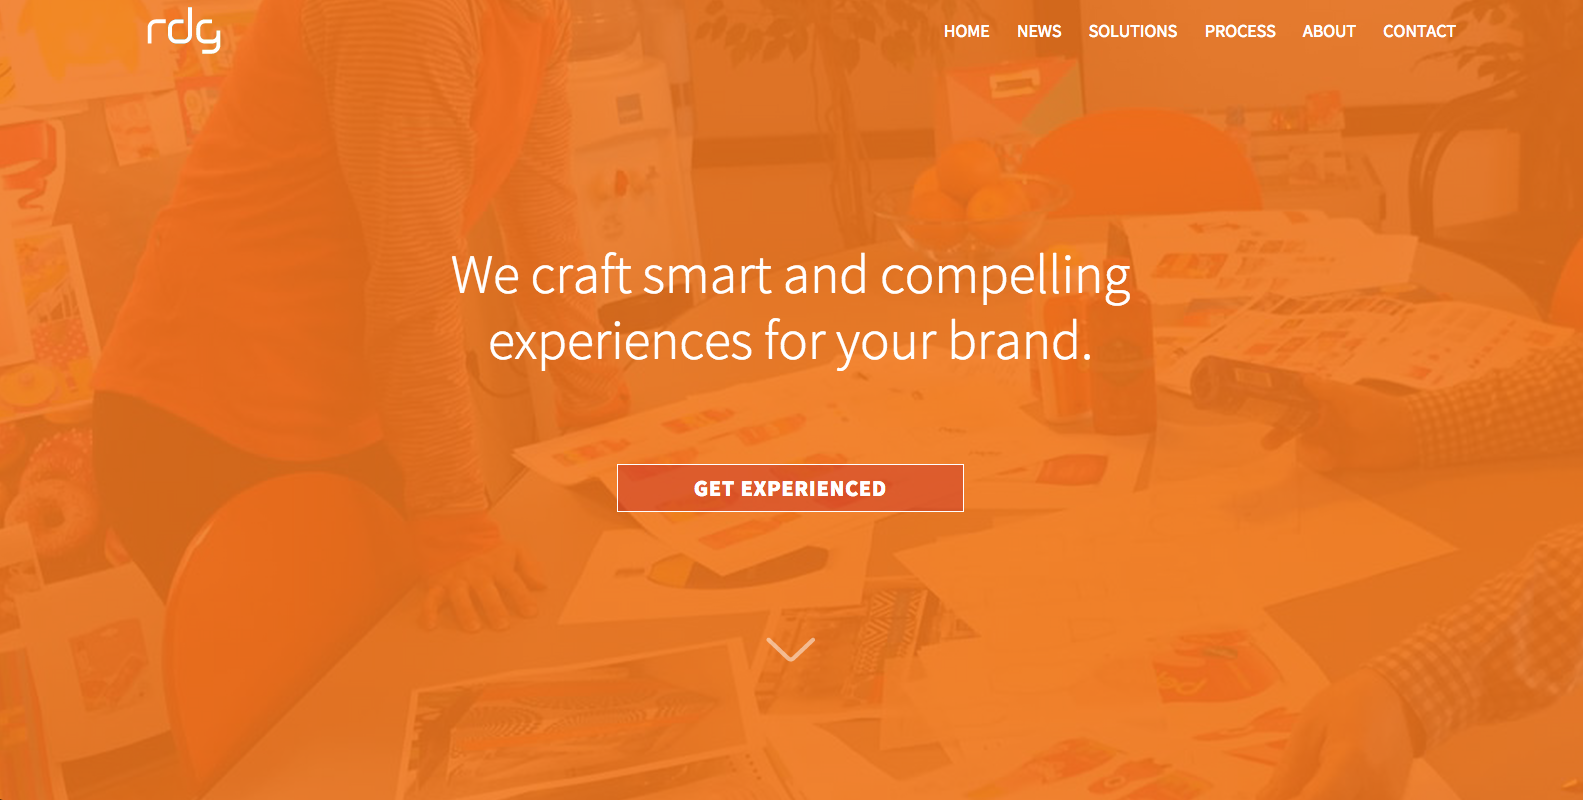 rdg
HOME NEWS SOLUTIONS PROCESS ABOUT CONTACT
We craft smart and compelling
experiences for your brand.
GET EXPERIENCED